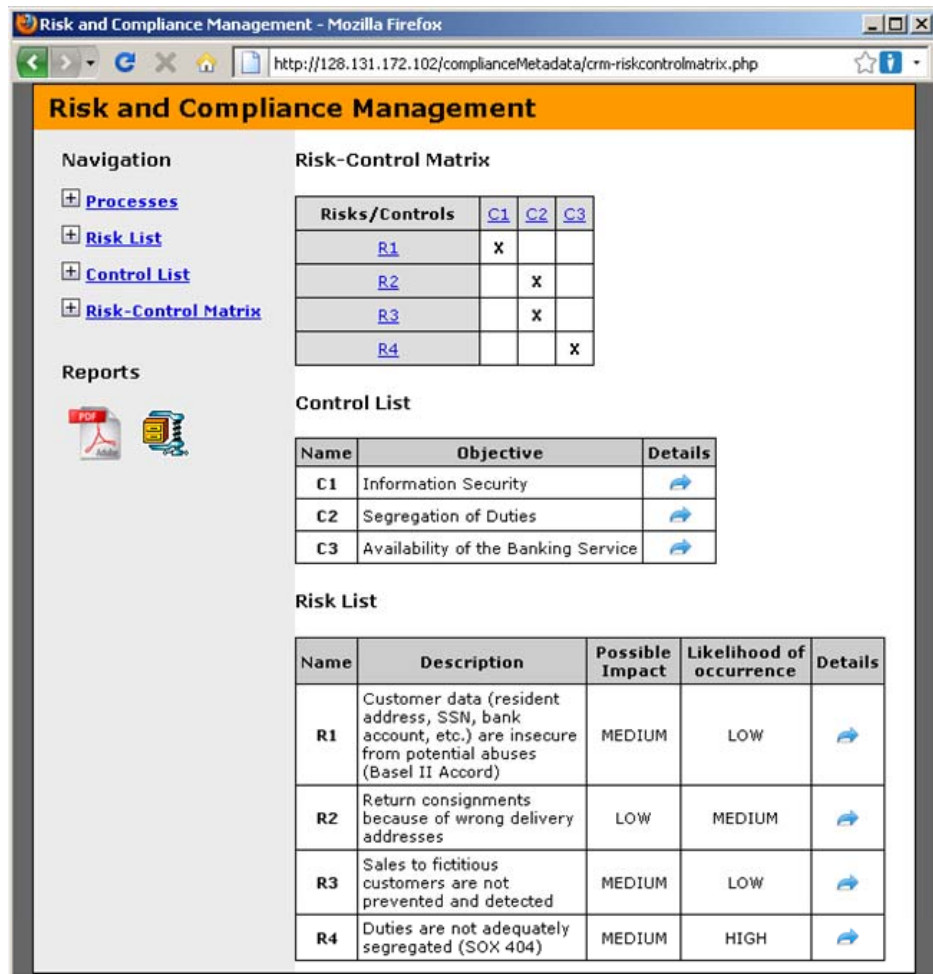 Risk and Compliance Management - Mozilla Firefox
http://128.131.172.102/complianceMetadata/crm-riskcontrolmatrix.php
Risk and Compliance Management
Navigation
Processes
Risk List
Control List
Risk-Control Matrix
Reports
PDF
Adobe
Risk-Control Matrix
Risks/Controls C1 C2 C3
R1 X
R2 X
R3 X
R4 X
Control List
Name Objective Details
C1 Information Security
C2 Segregation of Duties
C3 Availability of the Banking Service
Risk List
Name Description Possible Impact Likelihood of occurrence Details
R1 Customer data (resident
address, SSN, bank
account, etc.) are insecure MEDIUM LOW
from potential abuses
(Basel II Accord)
Return consignments
R2 because of wrong delivery LOW MEDIUM
addresses
Sales to fictitious
R3 customers are not MEDIUM LOW
prevented and detected
R4 Duties are not adequately MEDIUM HIGH
segregated (SOX 404)